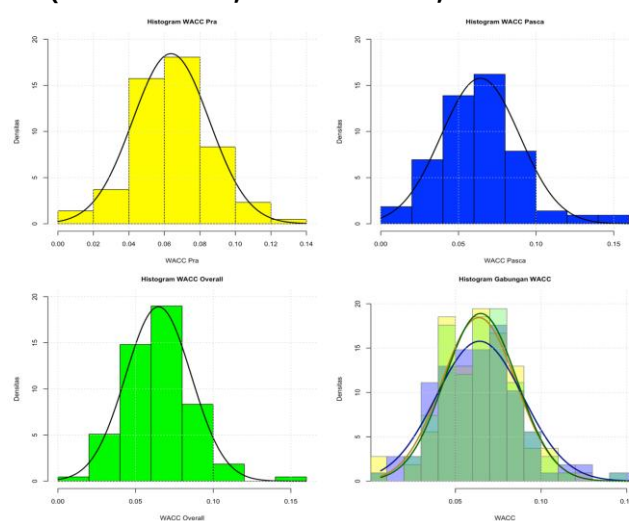 Histogram WACC Pra
Densitas
20
15
10
5
0
0.00 0.02 0.04 0.06 0.08 0.10 0.12 0.14
WACC Pra
Histogram WACC Pasca
Densitas
20
15
10
5
0
0.00 0.05 0.10 0.15
WACC Pasca
Histogram WACC Overall
Densitas
20
15
10
5
0
0.00 0.05 0.10 0.15
WACC Overall
Histogram Gabungan WACC
Densitas
20
15
10
5
0
0.05 0.10 0.15
WACC